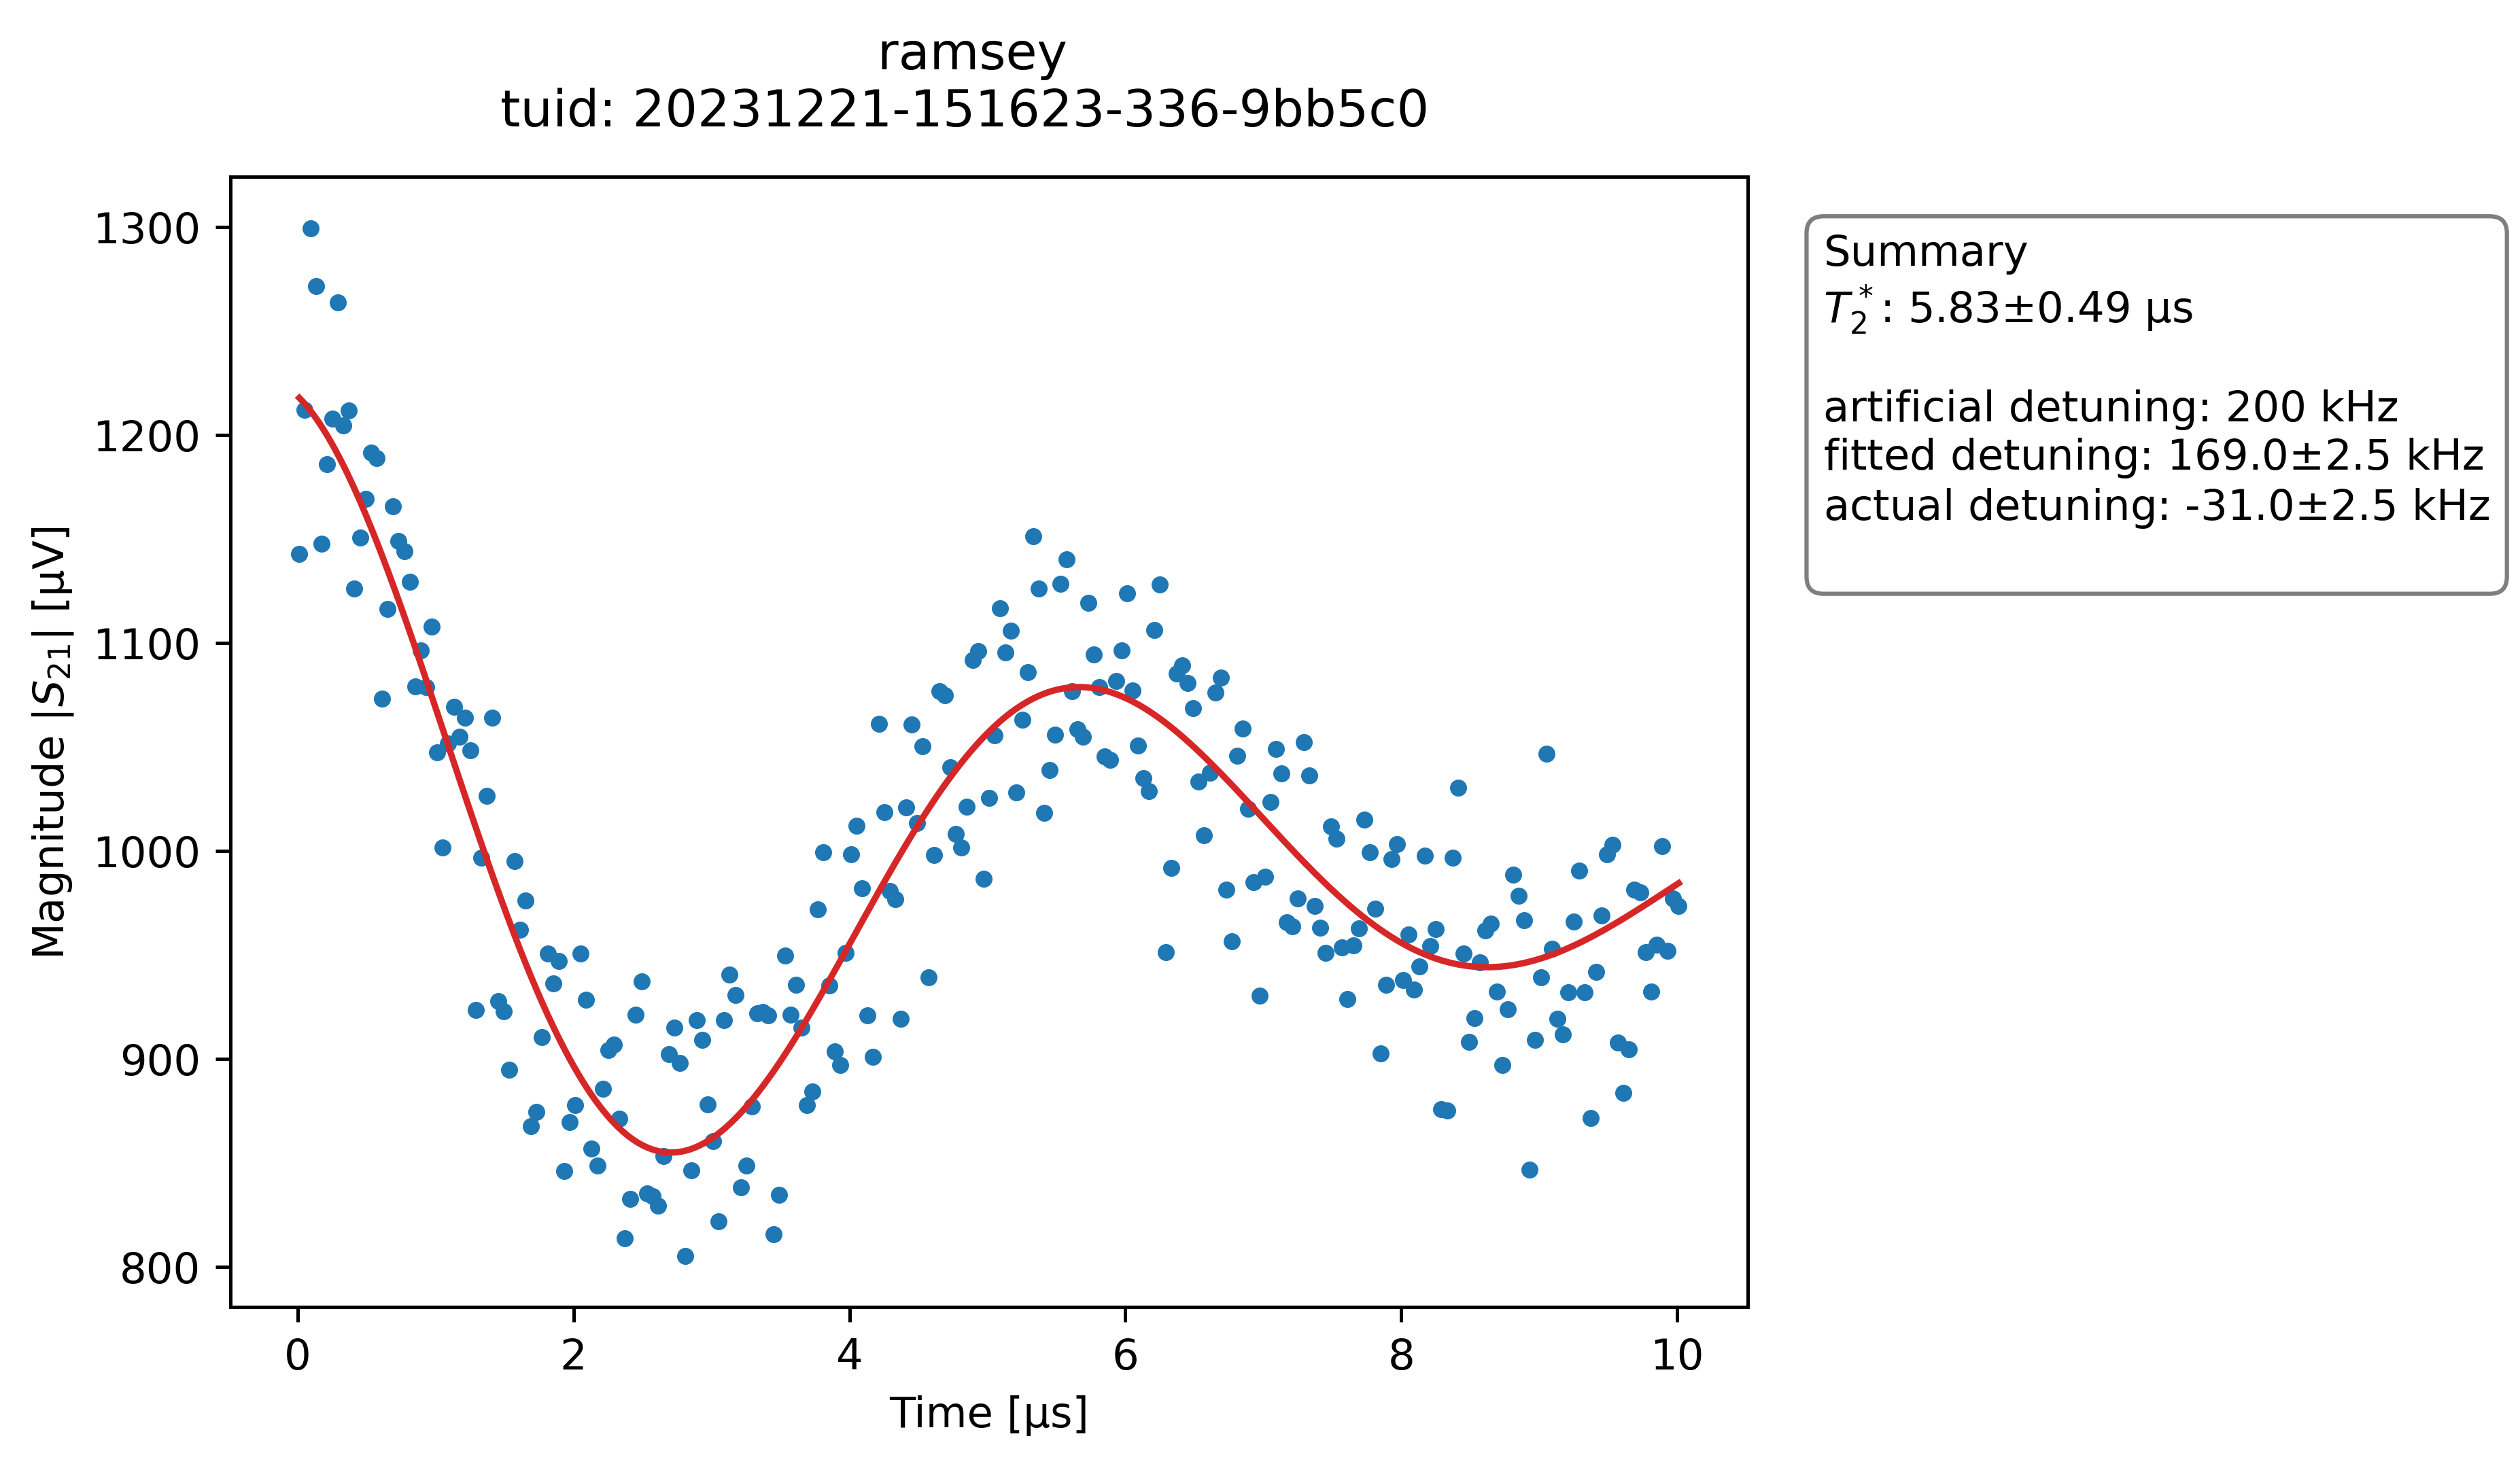 ramsey
tuid: 20231221-151623-336-9bb5c0
Magnitude |S21| [µV]
1300
1200
1100
1000
900
800
0 2 4 6 8 10
Time [µs]
Summary
T2*: 5.83±0.49 µs
artificial detuning: 200 kHz
fitted detuning: 169.0±2.5 kHz
actual detuning: -31.0±2.5 kHz